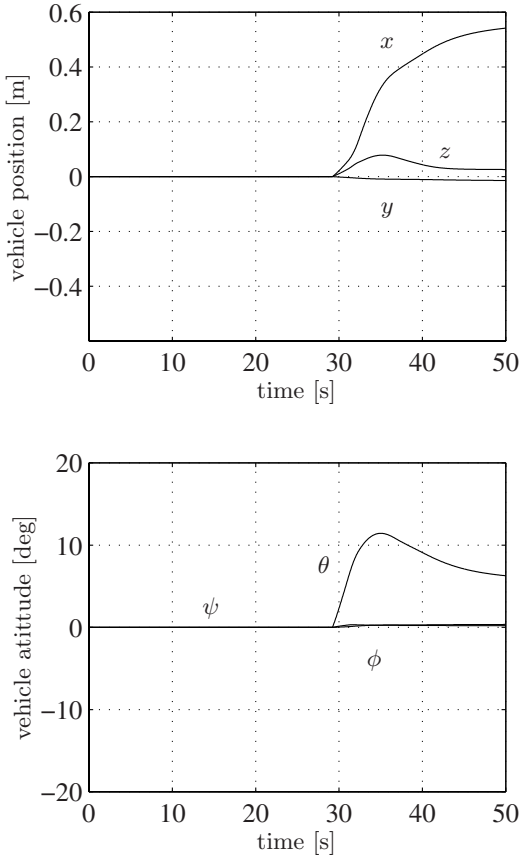 0.6
0.4
0.2
0
−0.2
−0.4
vehicle position [m]
x
z
y
0 10 20 30 40 50
time [s]
20
10
0
−10
−20
vehicle atittude [deg]
θ
ψ
ϕ
0 10 20 30 40 50
time [s]